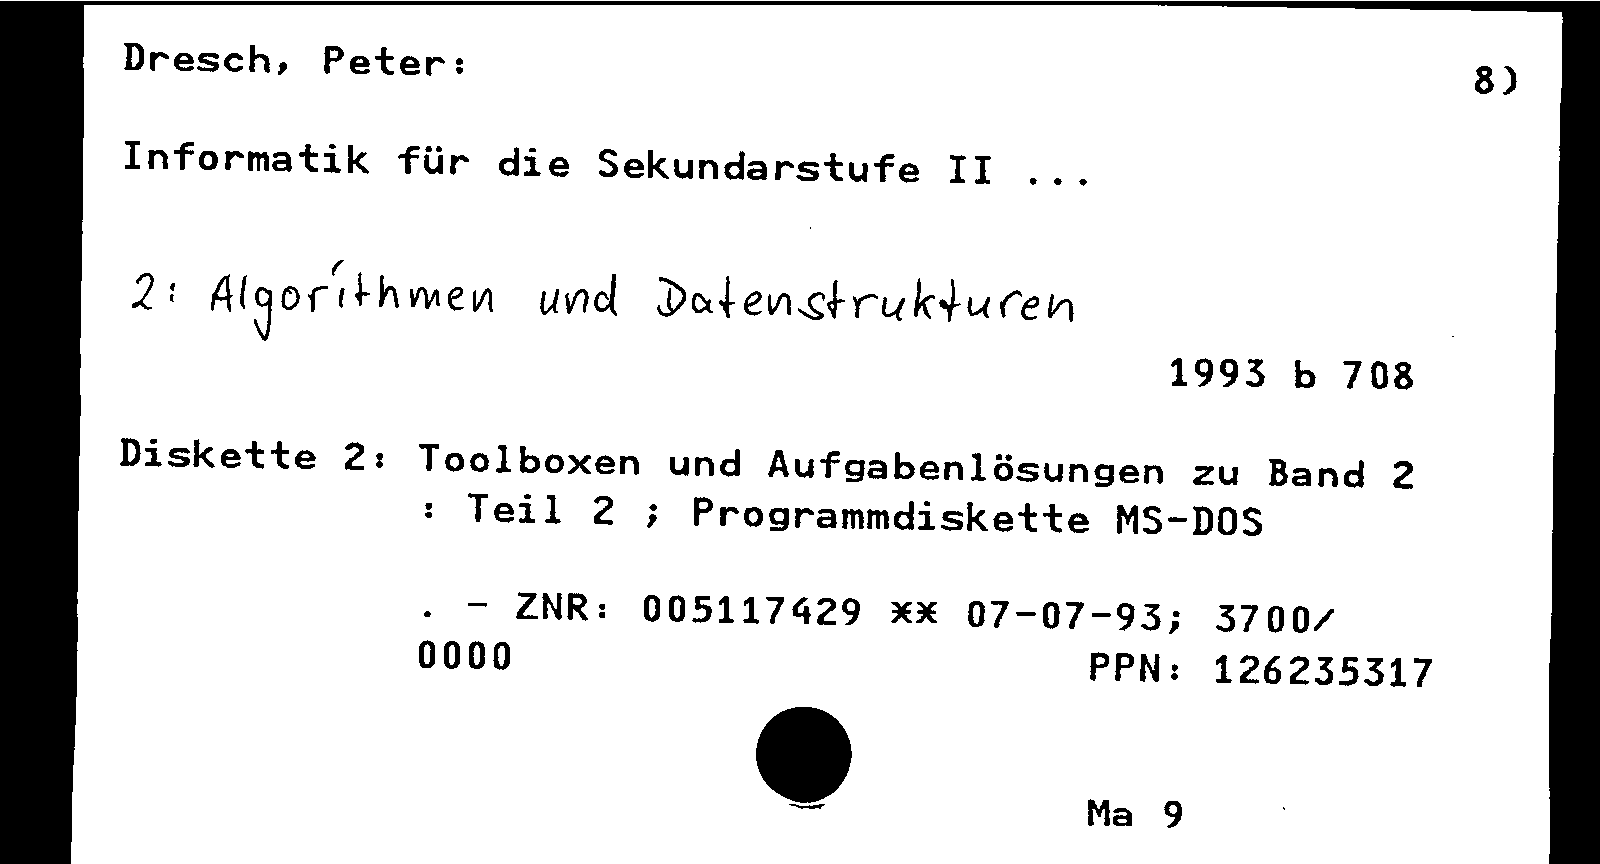 Dresch, Peter:
8)
Informatik für die Sekundarstufe II ...
2: Algorithmen und Datenstrukturen
1993 b 708
Diskette 2: Toolboxen und Aufgabenlösungen zu Band 2
: Teil 2 ; Programmdiskette MS-DOS
. - ZNR: 005117429 ** 07-07-93; 3700/
0000 PPN: 126235317
Ma 9